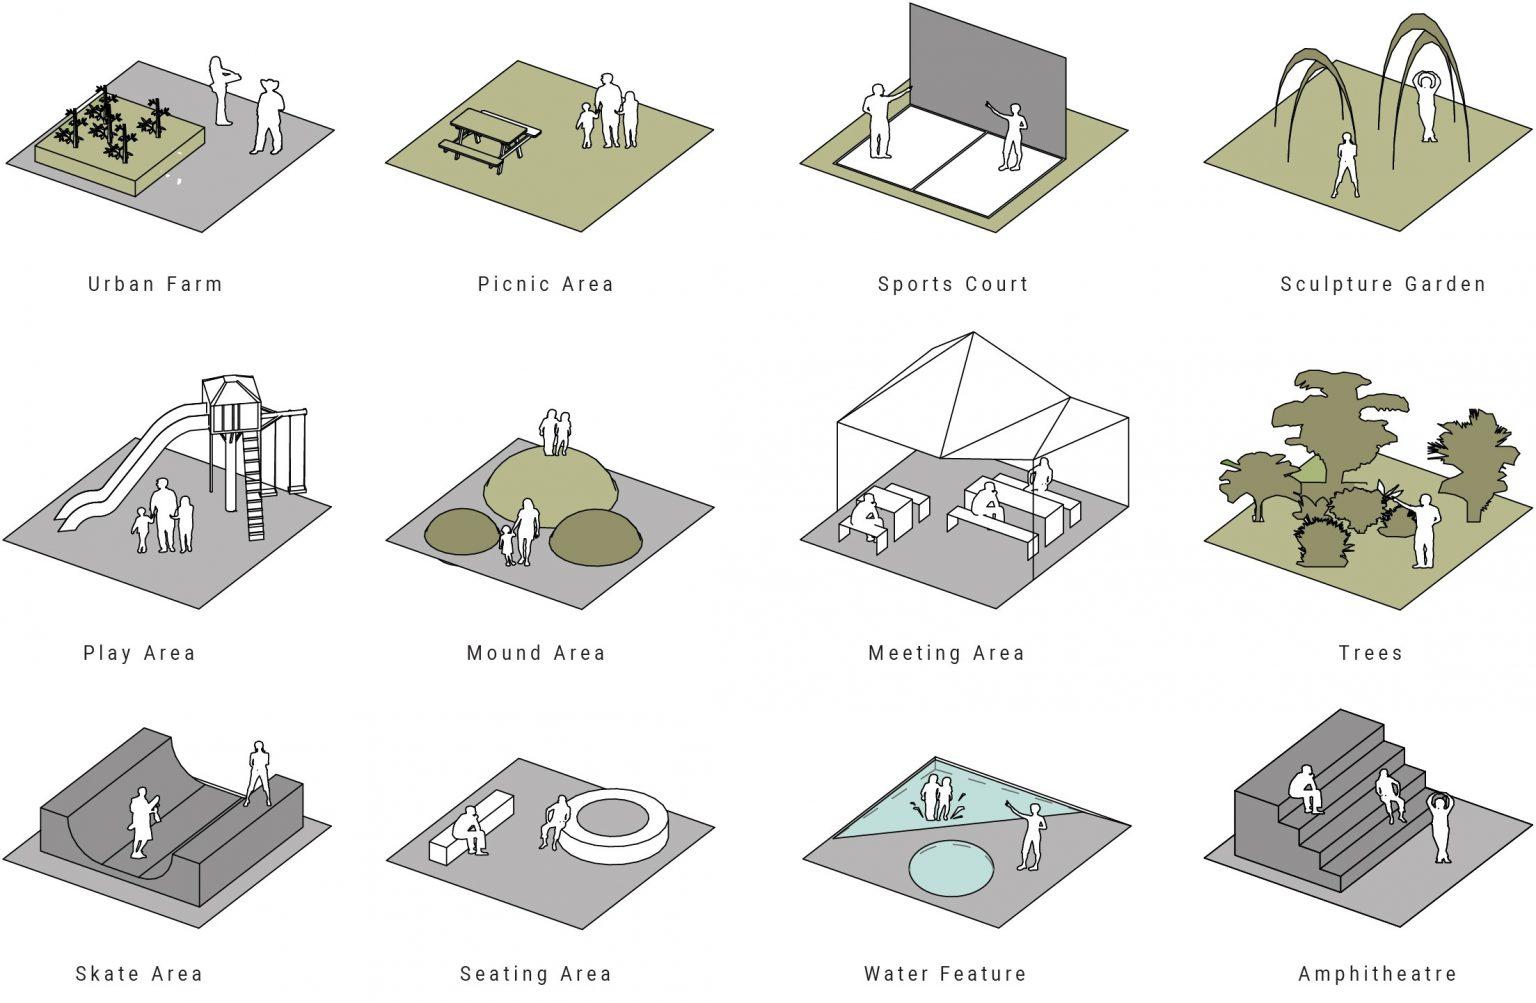 Urban Farm
Picnic Area
Sports Court
Sculpture Garden
Play Area
Mound Area
Meeting Area
Trees
Skate Area
Seating Area
Water Feature
Amphitheatre